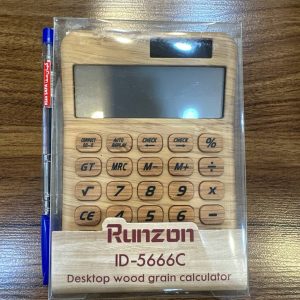 CORRECT AUTO DISPLAY CHECK ← CHECK → %
GT MRC M− M+ ÷
√ 7 8 9 ×
CE 4 5 6 −
Runzon
ID-5666C
Desktop wood grain calculator